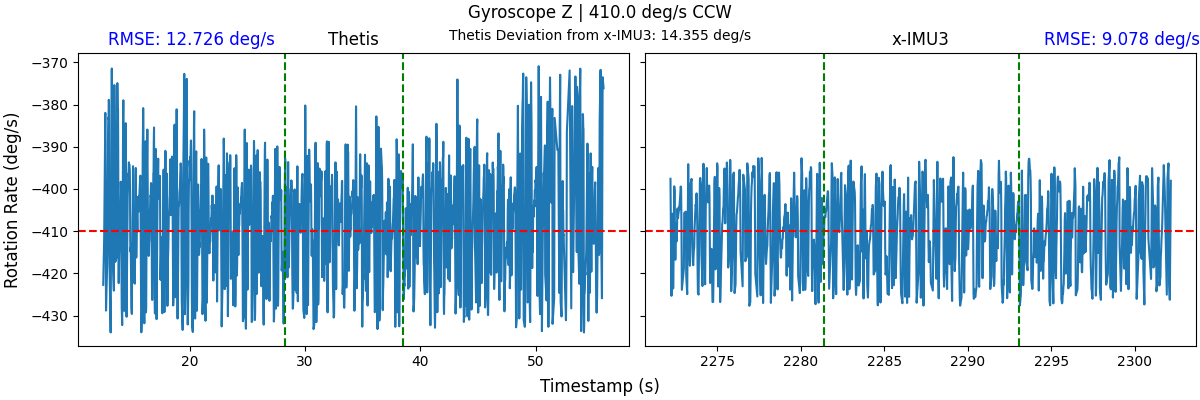 Gyroscope Z | 410.0 deg/s CCW
RMSE: 12.726 deg/s
Thetis
Thetis Deviation from x-IMU3: 14.355 deg/s
x-IMU3
RMSE: 9.078 deg/s
Rotation Rate (deg/s)
−370
−380
−390
−400
−410
−420
−430
20
30
40
50
2275
2280
2285
2290
2295
2300
Timestamp (s)